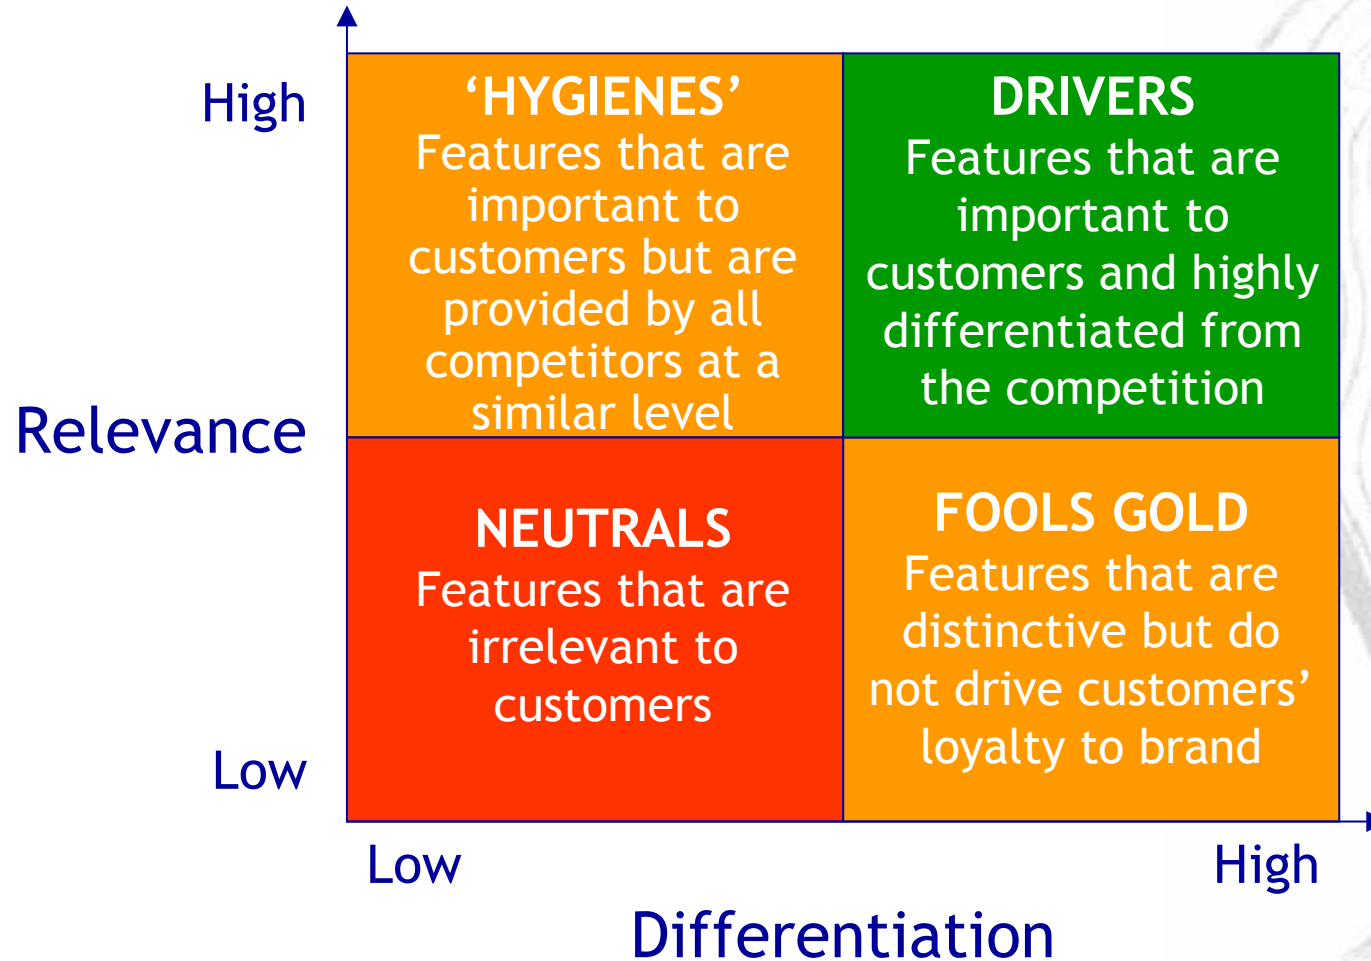 High
‘HYGIENES’
Features that are
important to
customers but are
provided by all
competitors at a
similar level
DRIVERS
Features that are
important to
customers and highly
differentiated from
the competition
Relevance
NEUTRALS
Features that are
irrelevant to
customers
FOOLS GOLD
Features that are
distinctive but do
not drive customers’
loyalty to brand
Low
Low
High
Differentiation